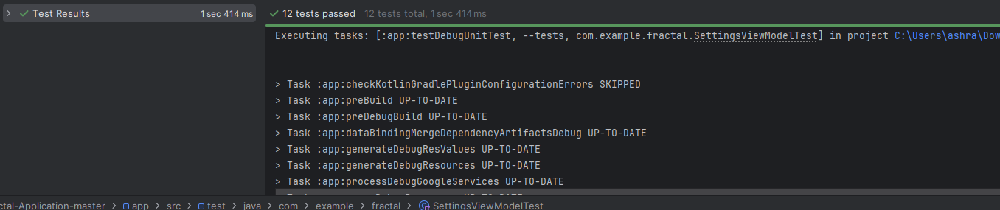 Test Results 1 sec 414 ms
12 tests passed 12 tests total, 1 sec 414 ms
Executing tasks: [:app:testDebugUnitTest, --tests, com.example.fractal.SettingsViewModelTest] in project C:\Users\ashra\Dow
> Task :app:checkKotlinGradlePluginConfigurationErrors SKIPPED
> Task :app:preBuild UP-TO-DATE
> Task :app:preDebugBuild UP-TO-DATE
> Task :app:dataBindingMergeDependencyArtifactsDebug UP-TO-DATE
> Task :app:generateDebugResValues UP-TO-DATE
> Task :app:generateDebugResources UP-TO-DATE
> Task :app:processDebugGoogleServices UP-TO-DATE
ctal-Application-master > app > src > test > java > com > example > fractal > SettingsViewModelTest